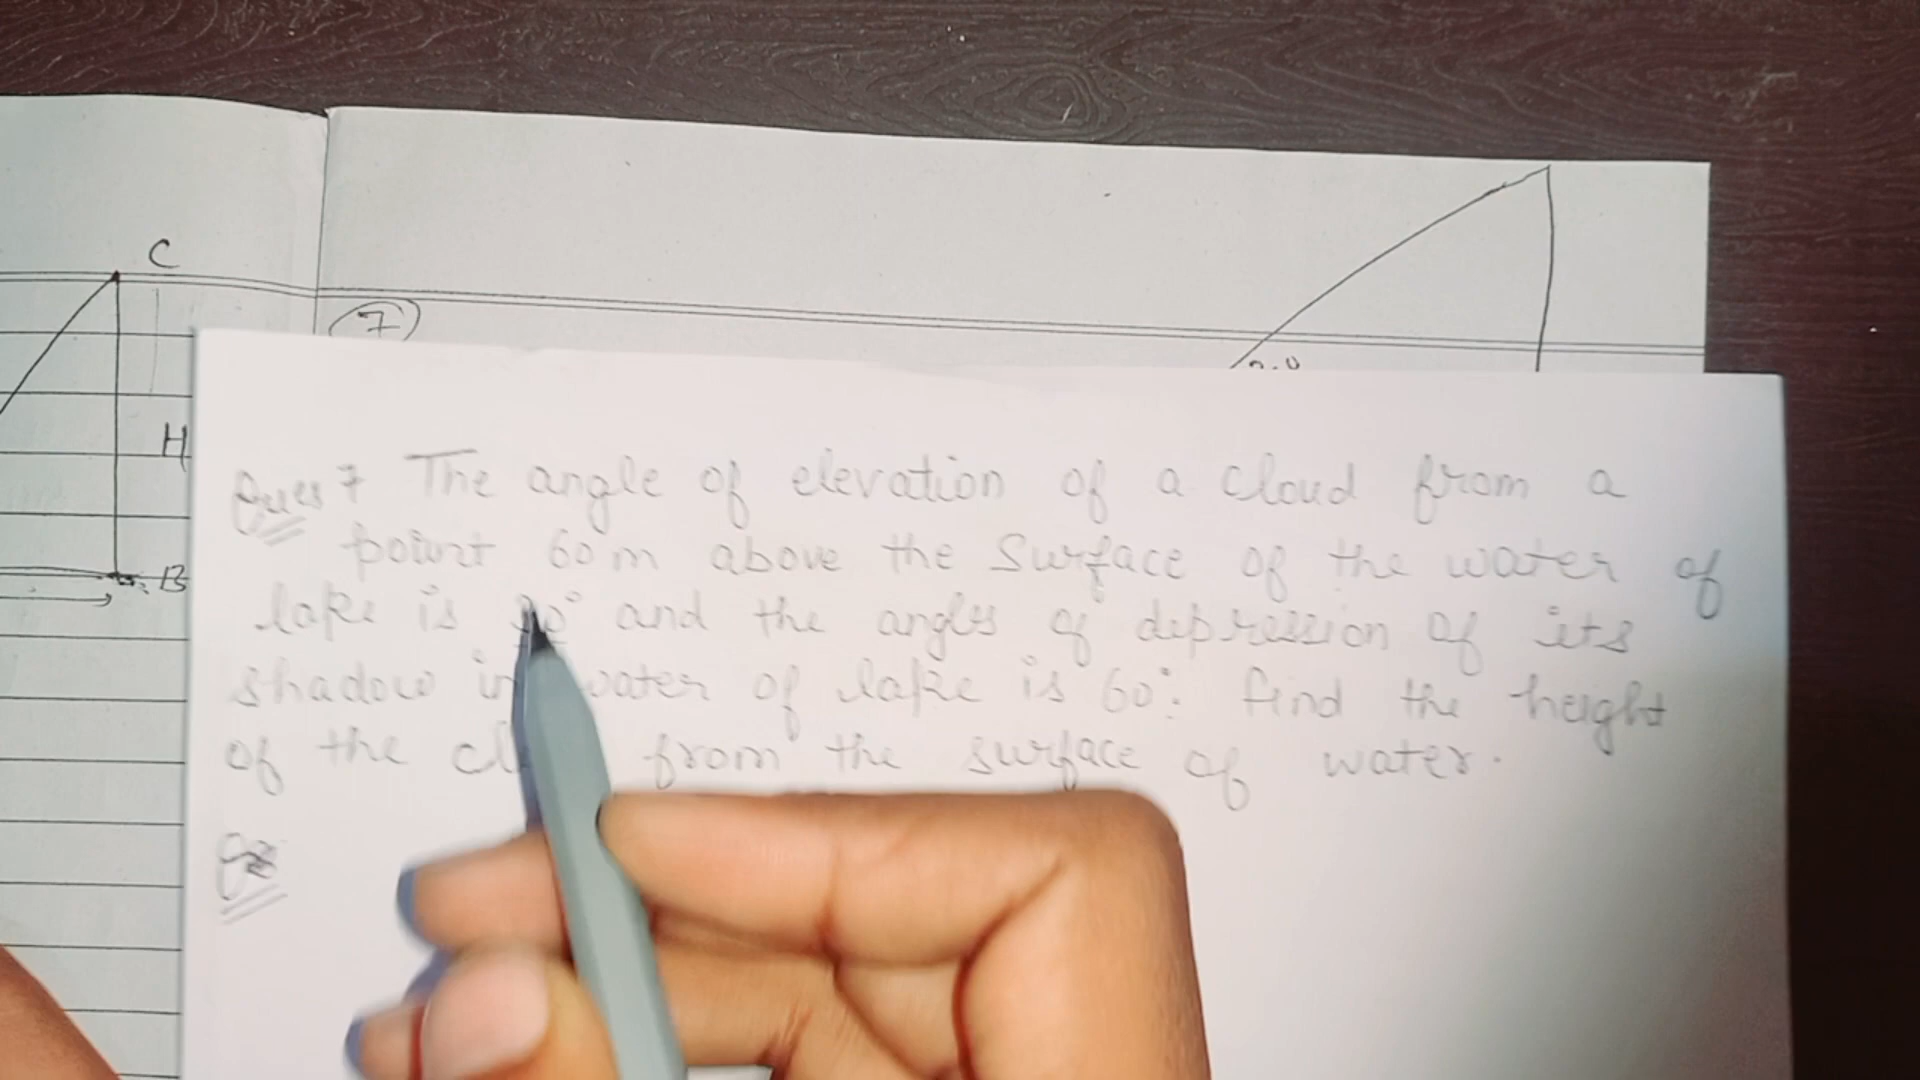 C
7
H
B
Ques 7 The angle of elevation of a cloud from a
point 60m above the surface of the water of
lake is 30° and the angles of depression of its
shadow in water of lake is 60°. find the height
of the from the surface of water.